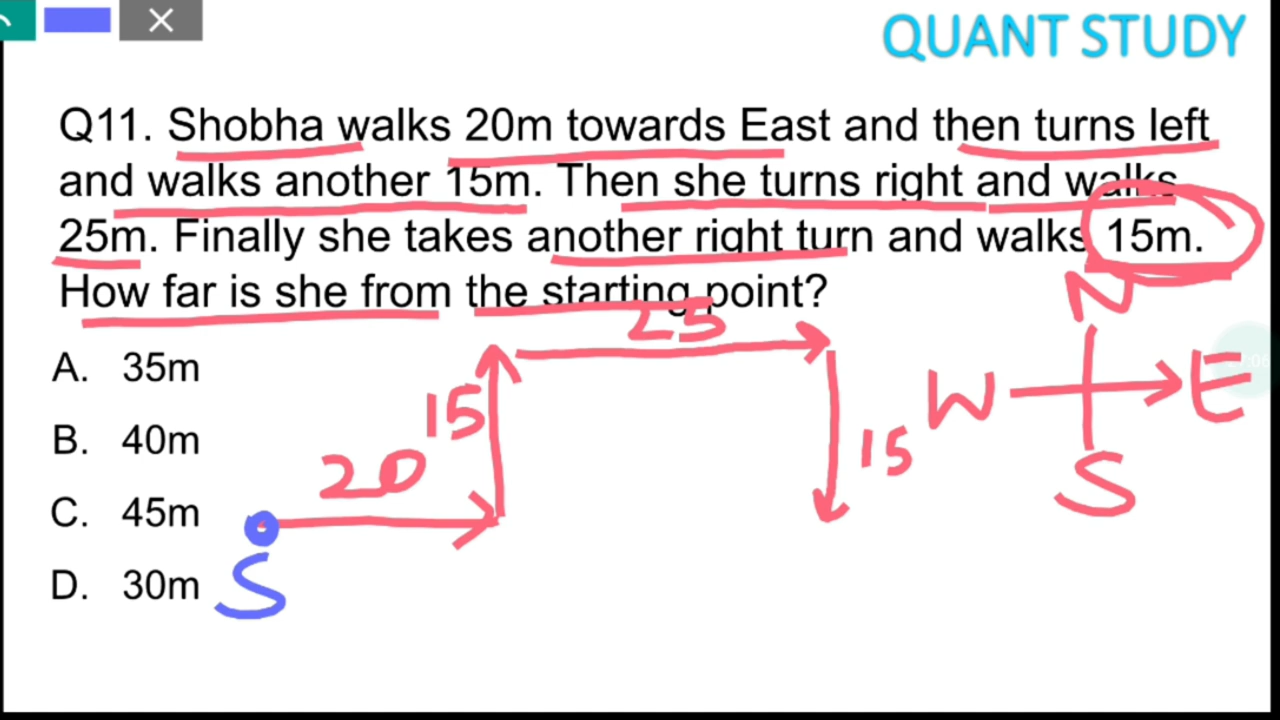 QUANT STUDY
Q11. Shobha walks 20m towards East and then turns left
and walks another 15m. Then she turns right and walks
25m. Finally she takes another right turn and walks 15m.
How far is she from the starting point?
N
25
A. 35m
W E
15
B. 40m
15
20
S
C. 45m
D. 30m
S